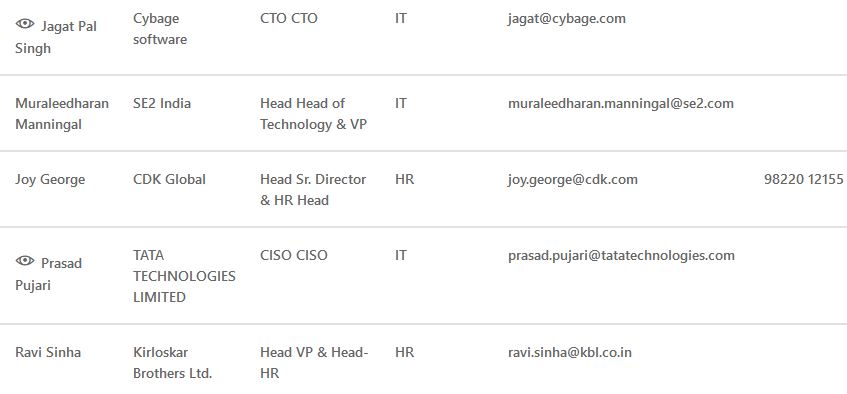 Jagat Pal Singh Cybage software CTO CTO IT jagat@cybage.com
Muraleedharan Manningal SE2 India Head Head of Technology & VP IT muraleedharan.manningal@se2.com
Joy George CDK Global Head Sr. Director & HR Head HR joy.george@cdk.com 98220 12155
Prasad Pujari TATA TECHNOLOGIES LIMITED CISO CISO IT prasad.pujari@tatatechnologies.com
Ravi Sinha Kirloskar Brothers Ltd. Head VP & Head-HR HR ravi.sinha@kbl.co.in